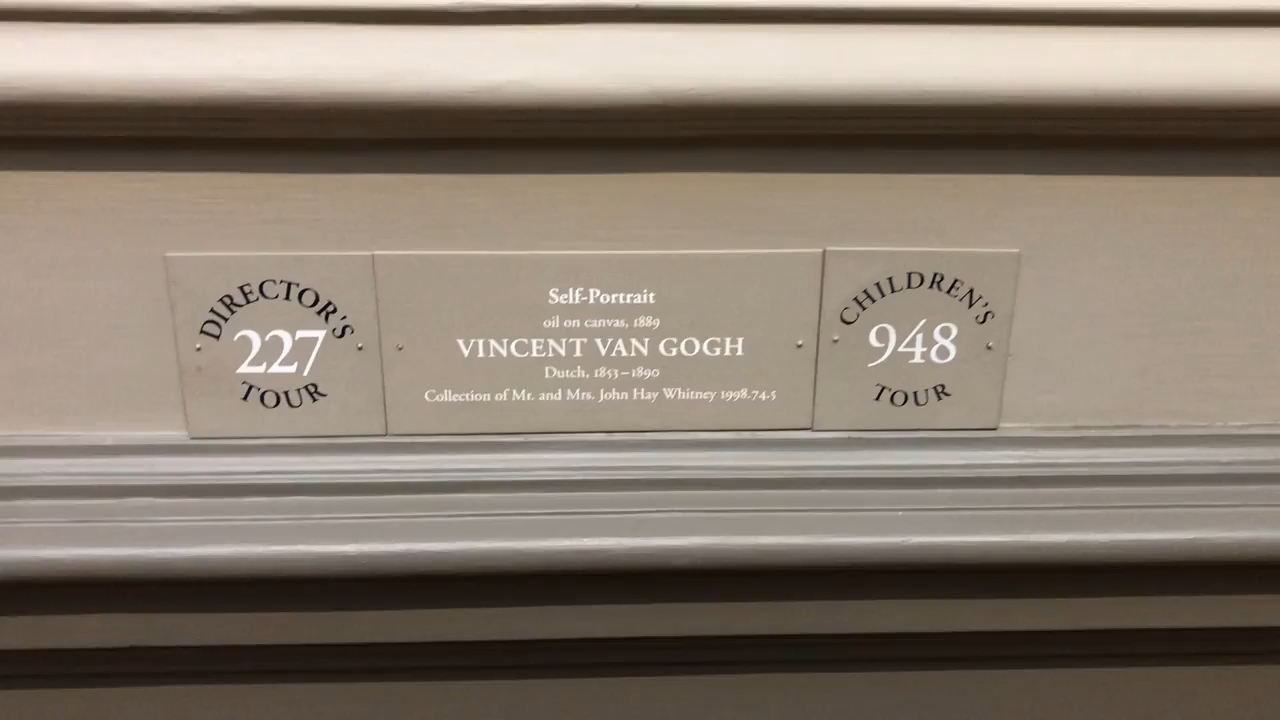 DIRECTOR'S
227
TOUR
Self-Portrait
oil on canvas, 1889
VINCENT VAN GOGH
Dutch, 1853–1890
Collection of Mr. and Mrs. John Hay Whitney 1998.74.5
CHILDREN'S
948
TOUR